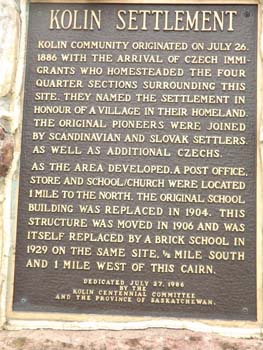 KOLIN SETTLEMENT
KOLIN COMMUNITY ORIGINATED ON JULY 26,
1886 WITH THE ARRIVAL OF CZECH IMMI-
GRANTS WHO HOMESTEADED THE FOUR
QUARTER SECTIONS SURROUNDING THIS
SITE. THEY NAMED THE SETTLEMENT IN
HONOUR OF A VILLAGE IN THEIR HOMELAND.
THE ORIGINAL PIONEERS WERE JOINED
BY SCANDINAVIAN AND SLOVAK SETTLERS.
AS WELL AS ADDITIONAL CZECHS.
AS THE AREA DEVELOPED, A POST OFFICE,
STORE AND SCHOOL/CHURCH WERE LOCATED
1 MILE TO THE NORTH. THE ORIGINAL SCHOOL
BUILDING WAS REPLACED IN 1904. THIS
STRUCTURE WAS MOVED IN 1906 AND WAS
ITSELF REPLACED BY A BRICK SCHOOL IN
1929 ON THE SAME SITE, ½ MILE SOUTH
AND 1 MILE WEST OF THIS CAIRN.
DEDICATED JULY 27, 1986
BY THE
KOLIN CENTENNIAL COMMITTEE
AND THE PROVINCE OF SASKATCHEWAN.